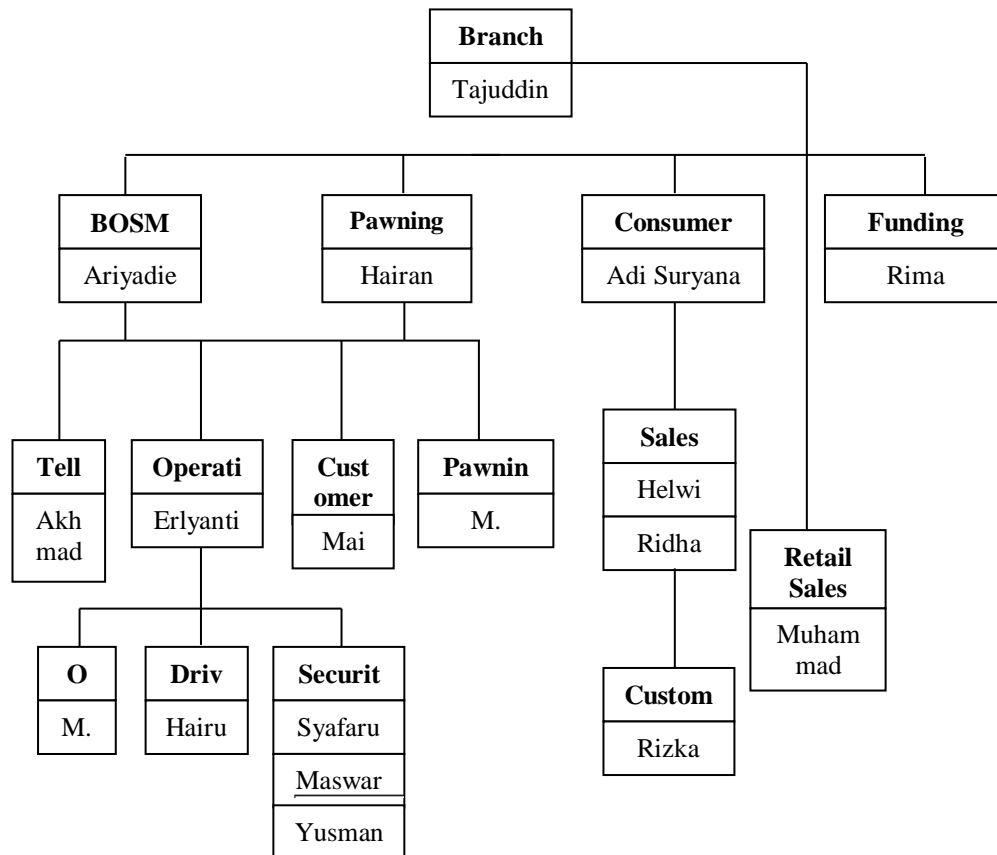 Branch
Tajuddin
BOSM
Ariyadie
Pawning
Hairan
Consumer
Adi Suryana
Funding
Rima
Tell
Akh
mad
Operati
Erlyanti
Cust
omer
Mai
Pawnin
M.
Sales
Helwi
Ridha
Retail
Sales
Muham
mad
O
M.
Driv
Hairu
Securit
Syafaru
Maswar
Yusman
Custom
Rizka